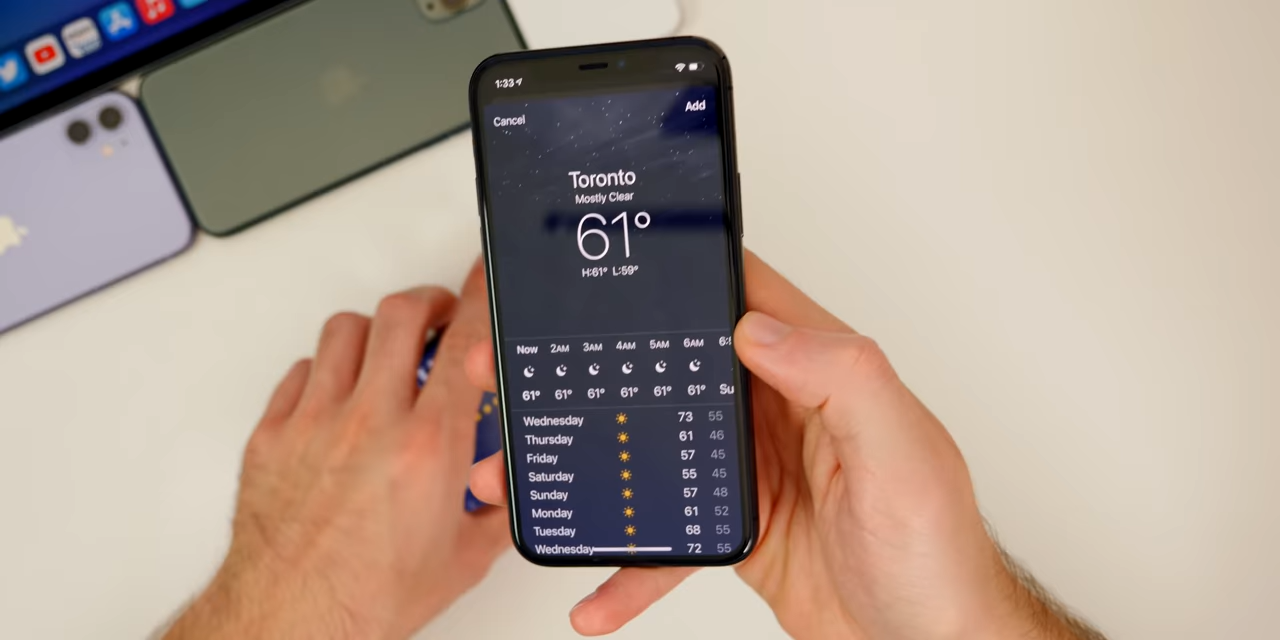 1:33
Cancel
Add
Toronto
Mostly Clear
61°
H:61° L:59°
Now 2AM 3AM 4AM 5AM 6AM
61° 61° 61° 61° 61° 61° Su
Wednesday 73 55
Thursday 61 46
Friday 57 45
Saturday 55 45
Sunday 57 48
Monday 61 52
Tuesday 68 55
Wednesday 72 55